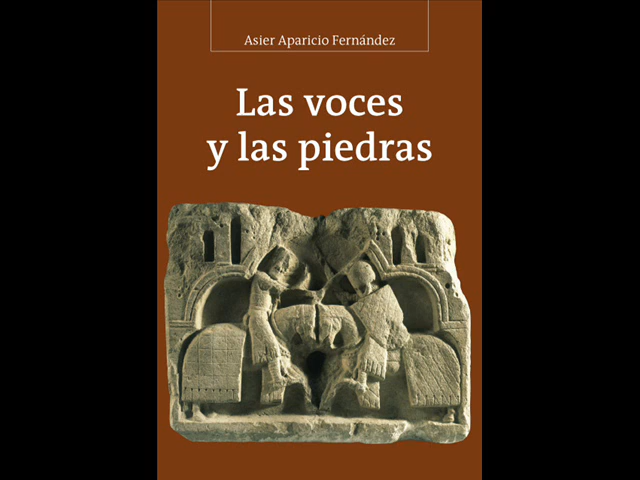 Asier Aparicio Fernández
Las voces
y las piedras